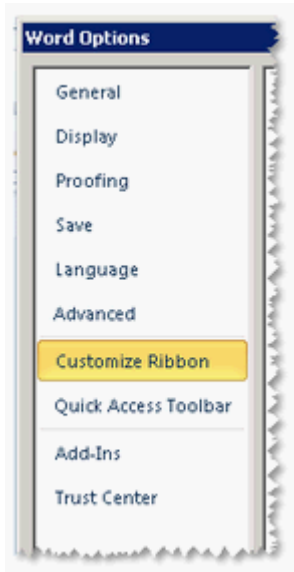 Word Options
General
Display
Proofing
Save
Language
Advanced
Customize Ribbon
Quick Access Toolbar
Add-Ins
Trust Center